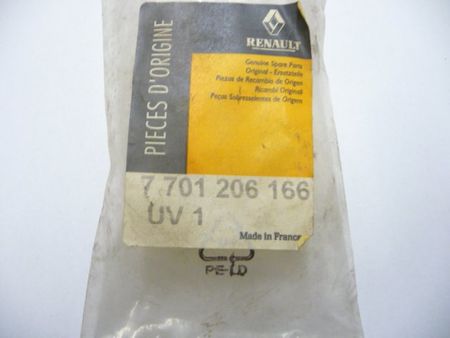 PIECES D'ORIGINE
RENAULT
Genuine Spare Parts
Original - Ersatzteile
Piezas de Recambio de Origen
Ricambi Originali
Peças Sobresselentes de Origem
7 701 206 166
UV 1
Made in France
PE-LD